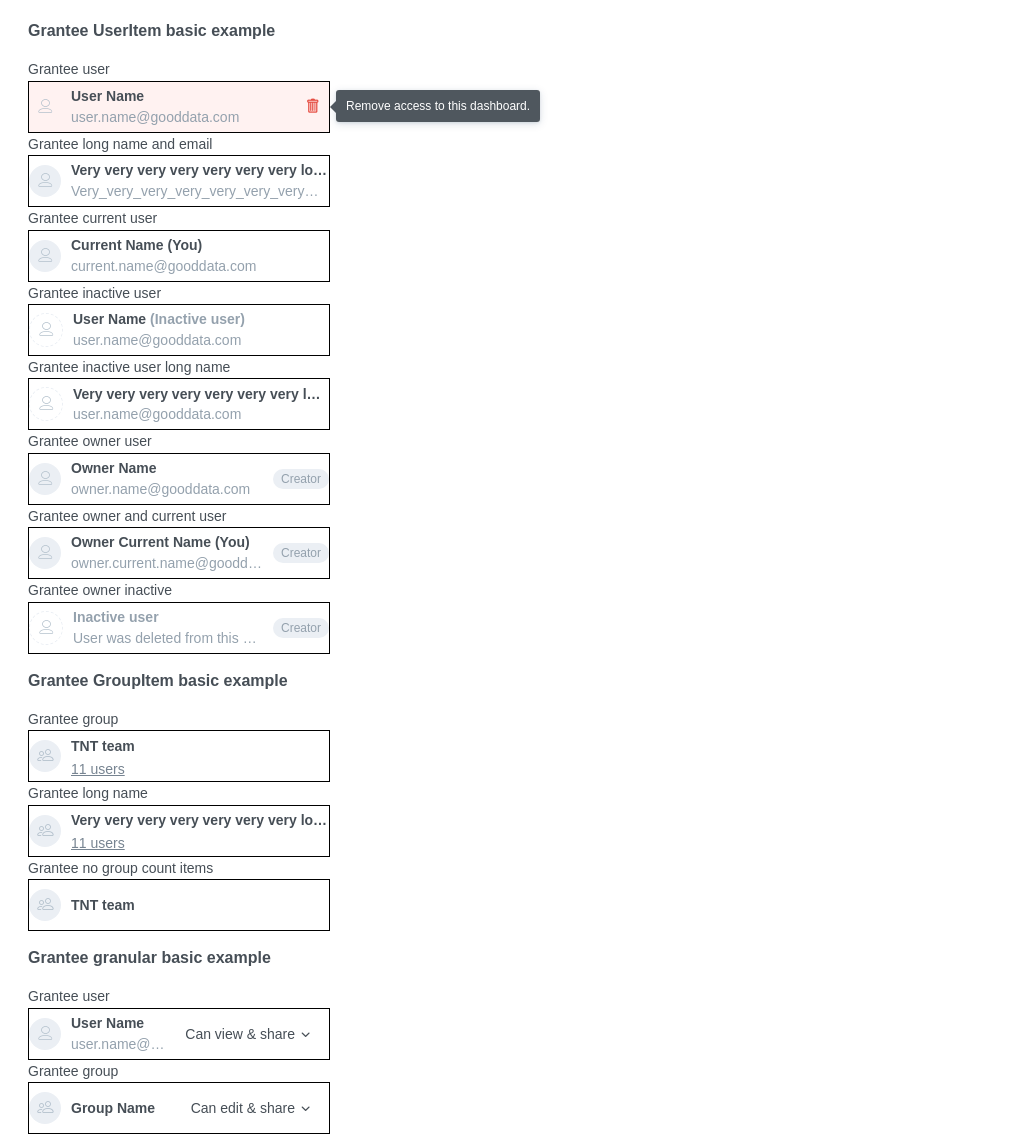 Grantee UserItem basic example
Grantee user
User Name
user.name@gooddata.com
Remove access to this dashboard.
Grantee long name and email
Very very very very very very very lo…
Very_very_very_very_very_very_very…
Grantee current user
Current Name (You)
current.name@gooddata.com
Grantee inactive user
User Name (Inactive user)
user.name@gooddata.com
Grantee inactive user long name
Very very very very very very very l…
user.name@gooddata.com
Grantee owner user
Owner Name
owner.name@gooddata.com
Creator
Grantee owner and current user
Owner Current Name (You)
owner.current.name@goodd…
Creator
Grantee owner inactive
Inactive user
User was deleted from this …
Creator
Grantee GroupItem basic example
Grantee group
TNT team
11 users
Grantee long name
Very very very very very very very lo…
11 users
Grantee no group count items
TNT team
Grantee granular basic example
Grantee user
User Name
user.name@…
Can view & share
Grantee group
Group Name
Can edit & share